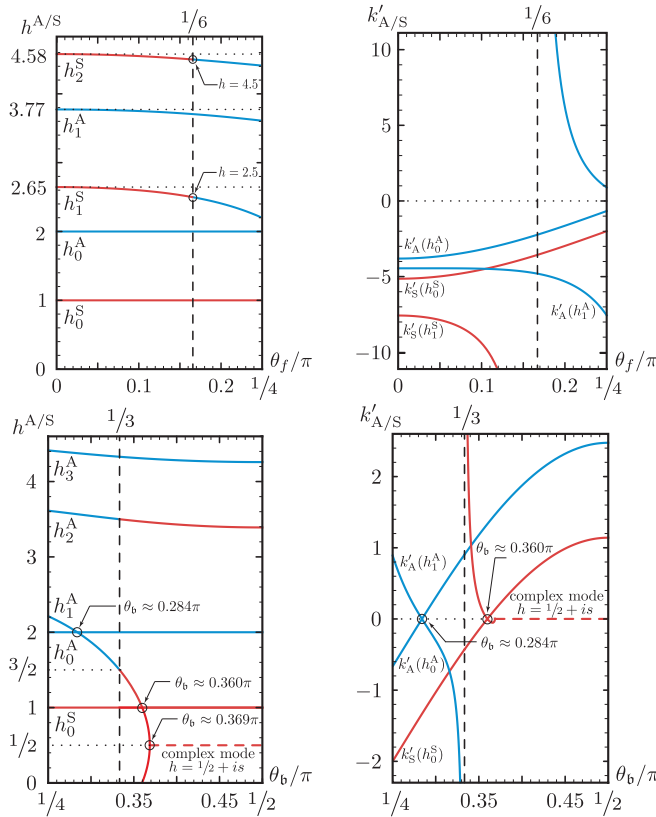 h^{A/S}
1/6
4.58
h_2^S
h = 4.5
3.77
h_1^A
2.65
h = 2.5
h_1^S
2
h_0^A
1
h_0^S
0
0 0.1 0.2 1/4
θ_f/π
k'_{A/S}
1/6
10
5
0
k'_A(h_0^A)
−5
k'_S(h_0^S)
k'_A(h_1^A)
k'_S(h_1^S)
−10
0 0.1 0.2 1/4
θ_f/π
h^{A/S}
1/3
h_3^A
4
h_2^A
h_1^A
θ_𝔟 ≈ 0.284π
2
h_0^A
3/2
θ_𝔟 ≈ 0.360π
1
h_0^S
θ_𝔟 ≈ 0.369π
1/2
complex mode
h = 1/2 + is
0
1/4 0.35 0.45 1/2
θ_𝔟/π
k'_{A/S}
1/3
2
θ_𝔟 ≈ 0.360π
1
k'_A(h_1^A)
complex mode
h = 1/2 + is
0
θ_𝔟 ≈ 0.284π
k'_A(h_0^A)
−1
k'_S(h_0^S)
−2
1/4 0.35 0.45 1/2
θ_𝔟/π